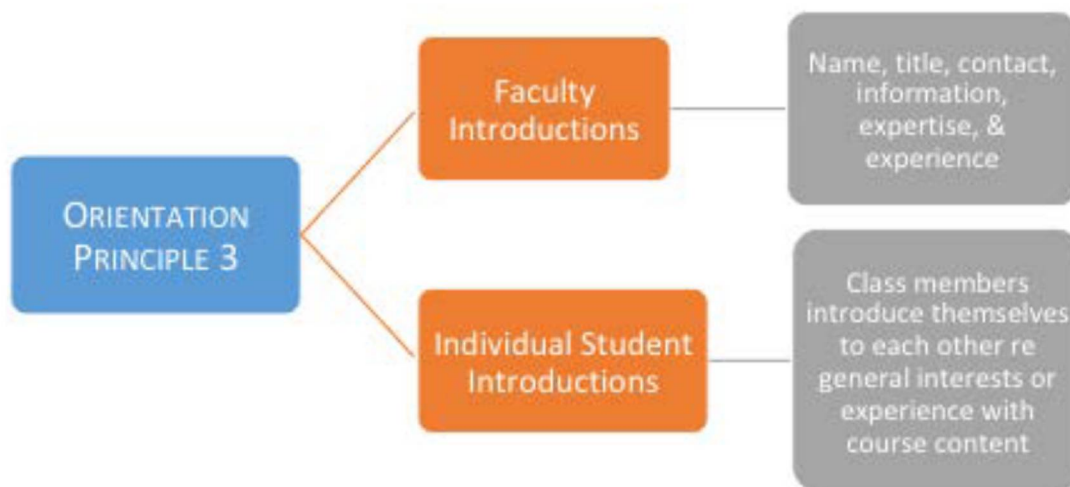 ORIENTATION
PRINCIPLE 3
Faculty
Introductions
Name, title, contact,
information,
expertise, &
experience
Individual Student
Introductions
Class members
introduce themselves
to each other re
general interests or
experience with
course content